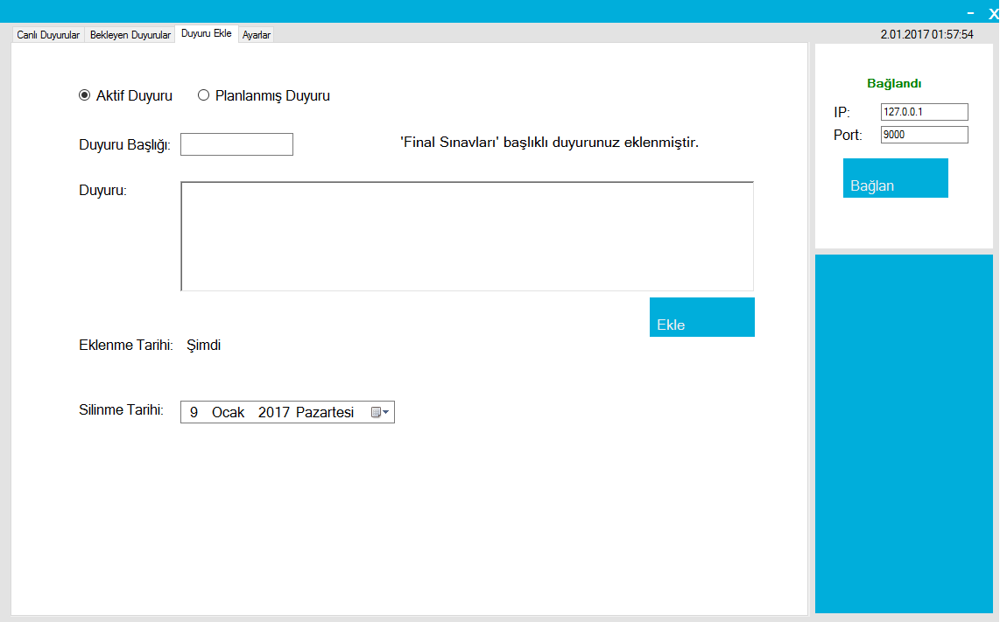 - X
Canlı Duyurular Bekleyen Duyurular Duyuru Ekle Ayarlar
2.01.2017 01:57:54
Aktif Duyuru Planlanmış Duyuru
Duyuru Başlığı:
'Final Sınavları' başlıklı duyurunuz eklenmiştir.
Duyuru:
Ekle
Eklenme Tarihi: Şimdi
Silinme Tarihi: 9 Ocak 2017 Pazartesi
Bağlandı
IP: 127.0.0.1
Port: 9000
Bağlan